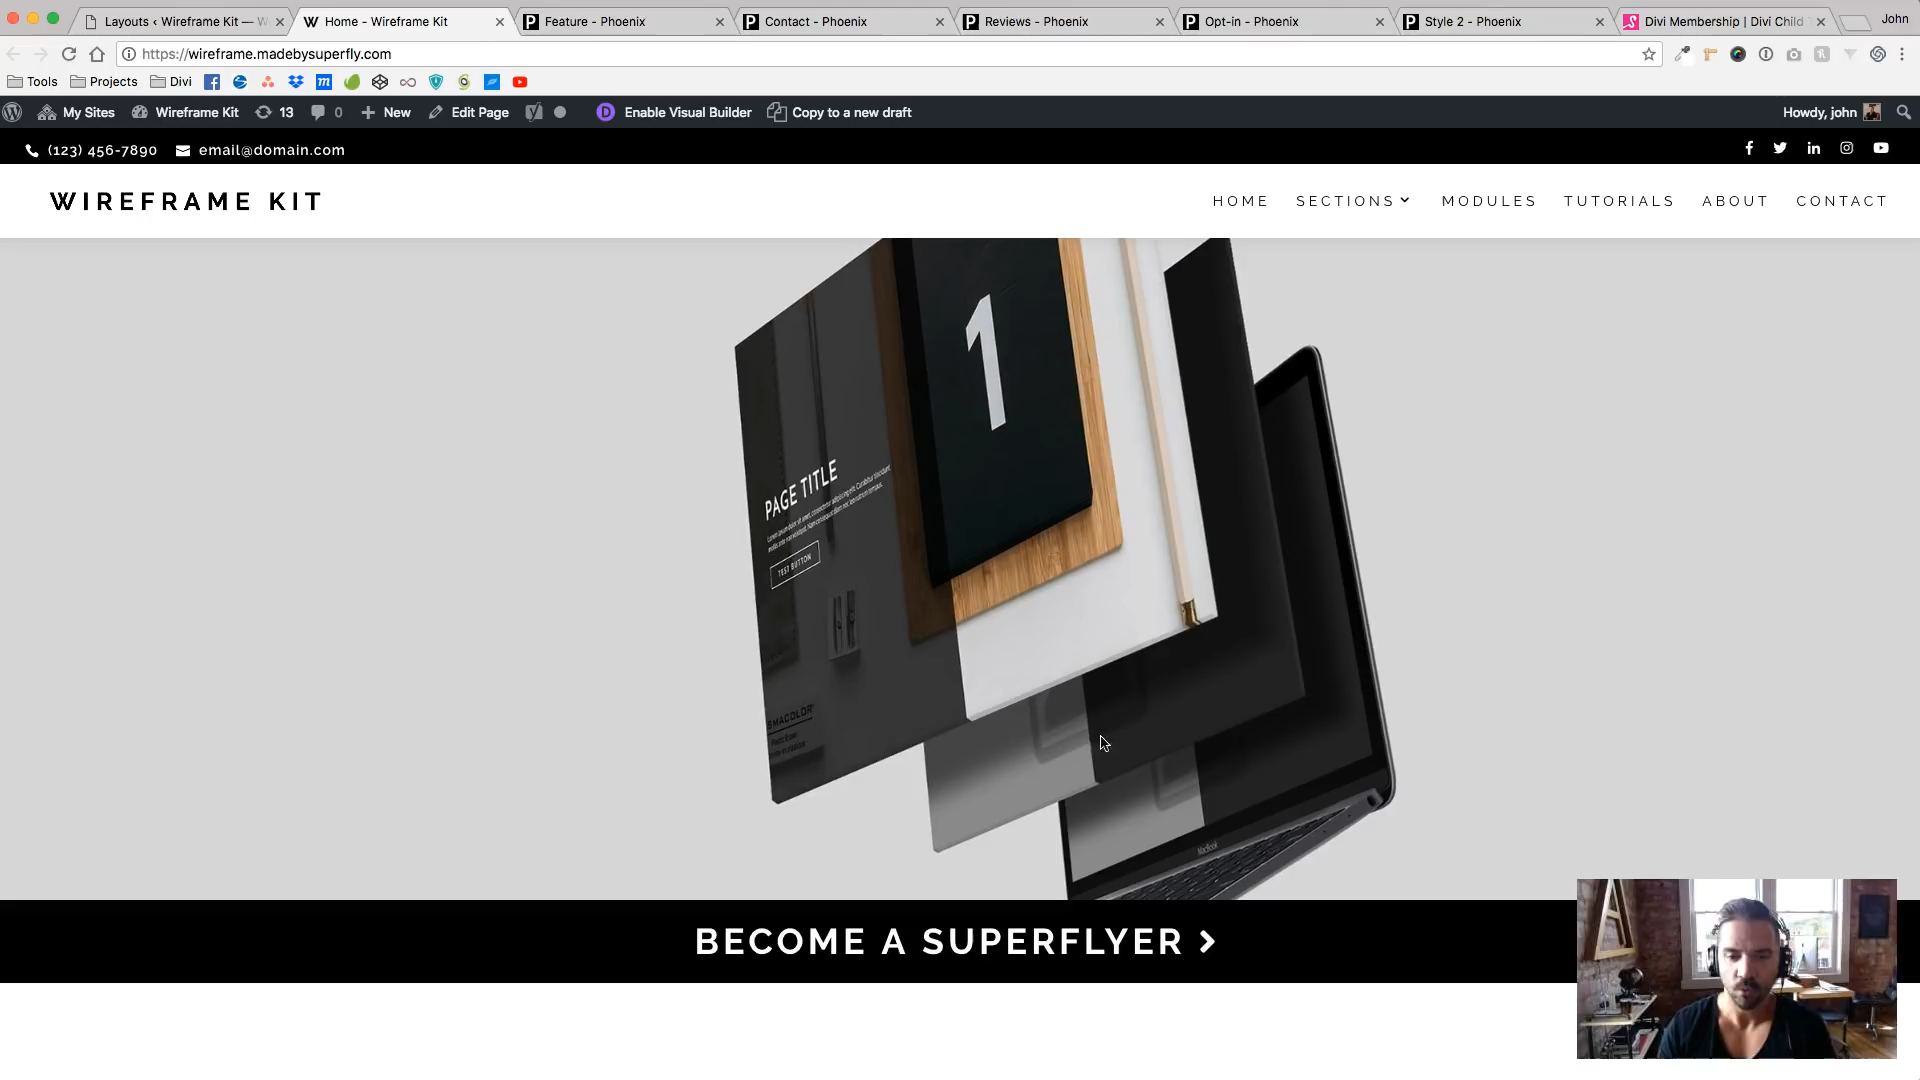 Layouts ‹ Wireframe Kit —
Home - Wireframe Kit
Feature - Phoenix
Contact - Phoenix
Reviews - Phoenix
Opt-in - Phoenix
Style 2 - Phoenix
Divi Membership | Divi Child
John
https://wireframe.madebysuperfly.com
Tools
Projects
Divi
My Sites
Wireframe Kit
13
0
New
Edit Page
Enable Visual Builder
Copy to a new draft
Howdy, john
(123) 456-7890
email@domain.com
WIREFRAME KIT
HOME
SECTIONS
MODULES
TUTORIALS
ABOUT
CONTACT
1
PAGE TITLE
TEST BUTTON
MacBook
BECOME A SUPERFLYER